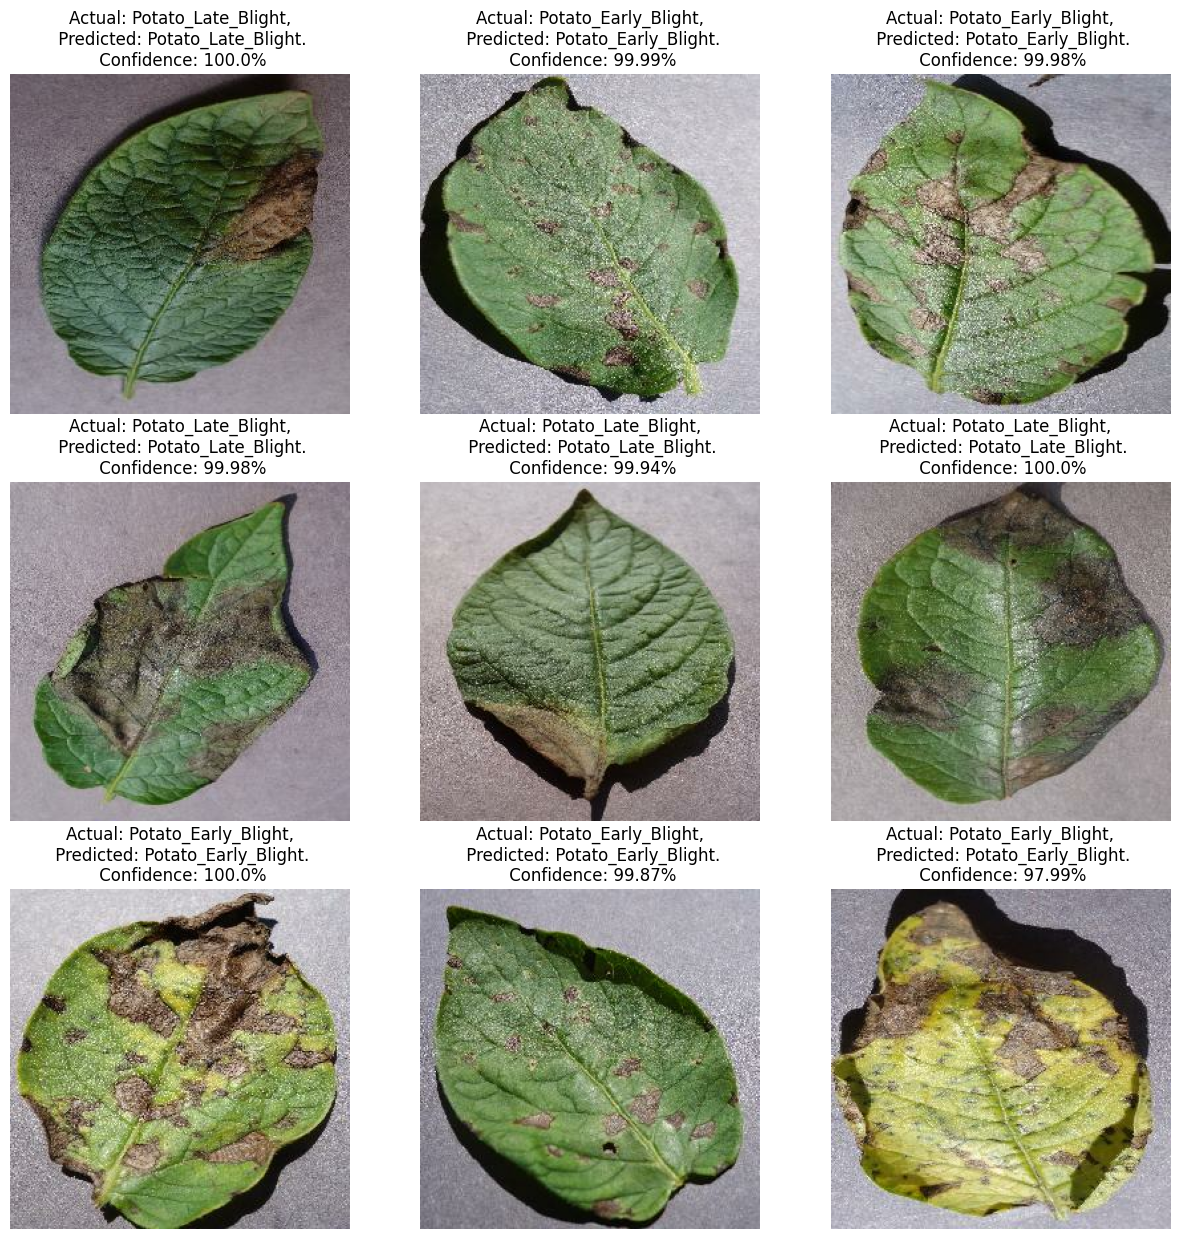 Actual: Potato_Late_Blight,
Predicted: Potato_Late_Blight.
Confidence: 100.0%
Actual: Potato_Early_Blight,
Predicted: Potato_Early_Blight.
Confidence: 99.99%
Actual: Potato_Early_Blight,
Predicted: Potato_Early_Blight.
Confidence: 99.98%
Actual: Potato_Late_Blight,
Predicted: Potato_Late_Blight.
Confidence: 99.98%
Actual: Potato_Late_Blight,
Predicted: Potato_Late_Blight.
Confidence: 99.94%
Actual: Potato_Late_Blight,
Predicted: Potato_Late_Blight.
Confidence: 100.0%
Actual: Potato_Early_Blight,
Predicted: Potato_Early_Blight.
Confidence: 100.0%
Actual: Potato_Early_Blight,
Predicted: Potato_Early_Blight.
Confidence: 99.87%
Actual: Potato_Early_Blight,
Predicted: Potato_Early_Blight.
Confidence: 97.99%